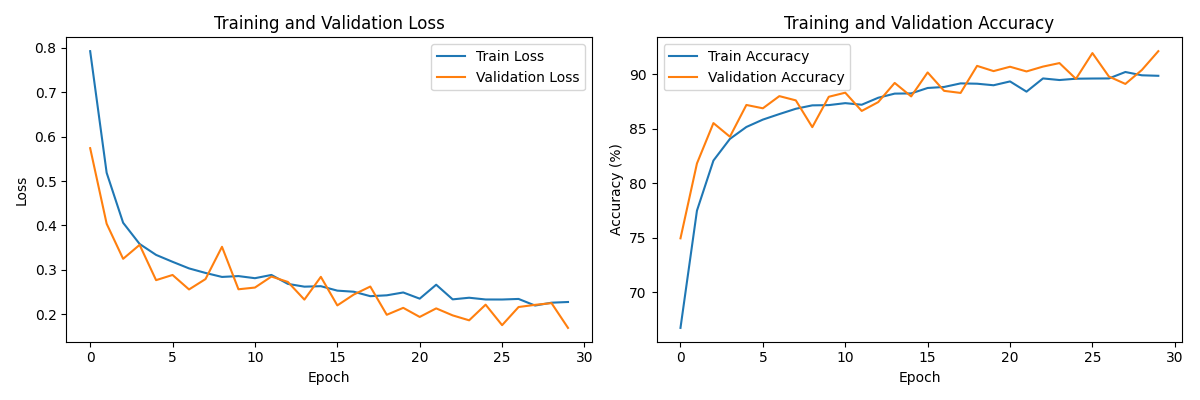 Training and Validation Loss
0.8
0.7
0.6
0.5
0.4
0.3
0.2
Loss
Train Loss
Validation Loss
0 5 10 15 20 25 30
Epoch
Training and Validation Accuracy
90
85
80
75
70
Accuracy (%)
Train Accuracy
Validation Accuracy
0 5 10 15 20 25 30
Epoch